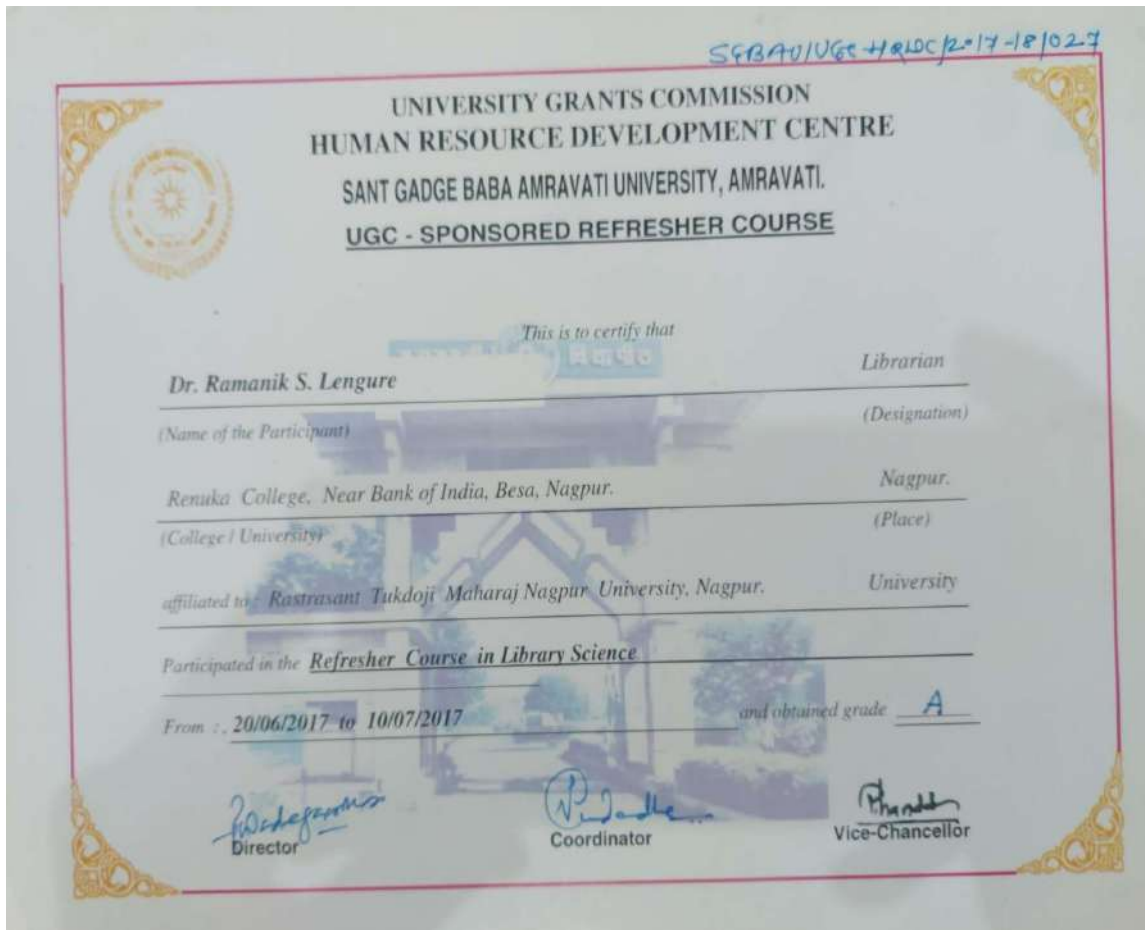 SGBAU/UGC-HRDC/2017-18/027
UNIVERSITY GRANTS COMMISSION
HUMAN RESOURCE DEVELOPMENT CENTRE
SANT GADGE BABA AMRAVATI UNIVERSITY, AMRAVATI.
UGC - SPONSORED REFRESHER COURSE
This is to certify that
विद्यापीठ
Dr. Ramanik S. Lengure Librarian
(Name of the Participant) (Designation)
Renuka College, Near Bank of India, Besa, Nagpur. Nagpur.
(College / University) (Place)
affiliated to : Rastrasant Tukdoji Maharaj Nagpur University, Nagpur. University
Participated in the Refresher Course in Library Science
From : . 20/06/2017 to 10/07/2017 and obtained grade A
Director Coordinator Vice-Chancellor